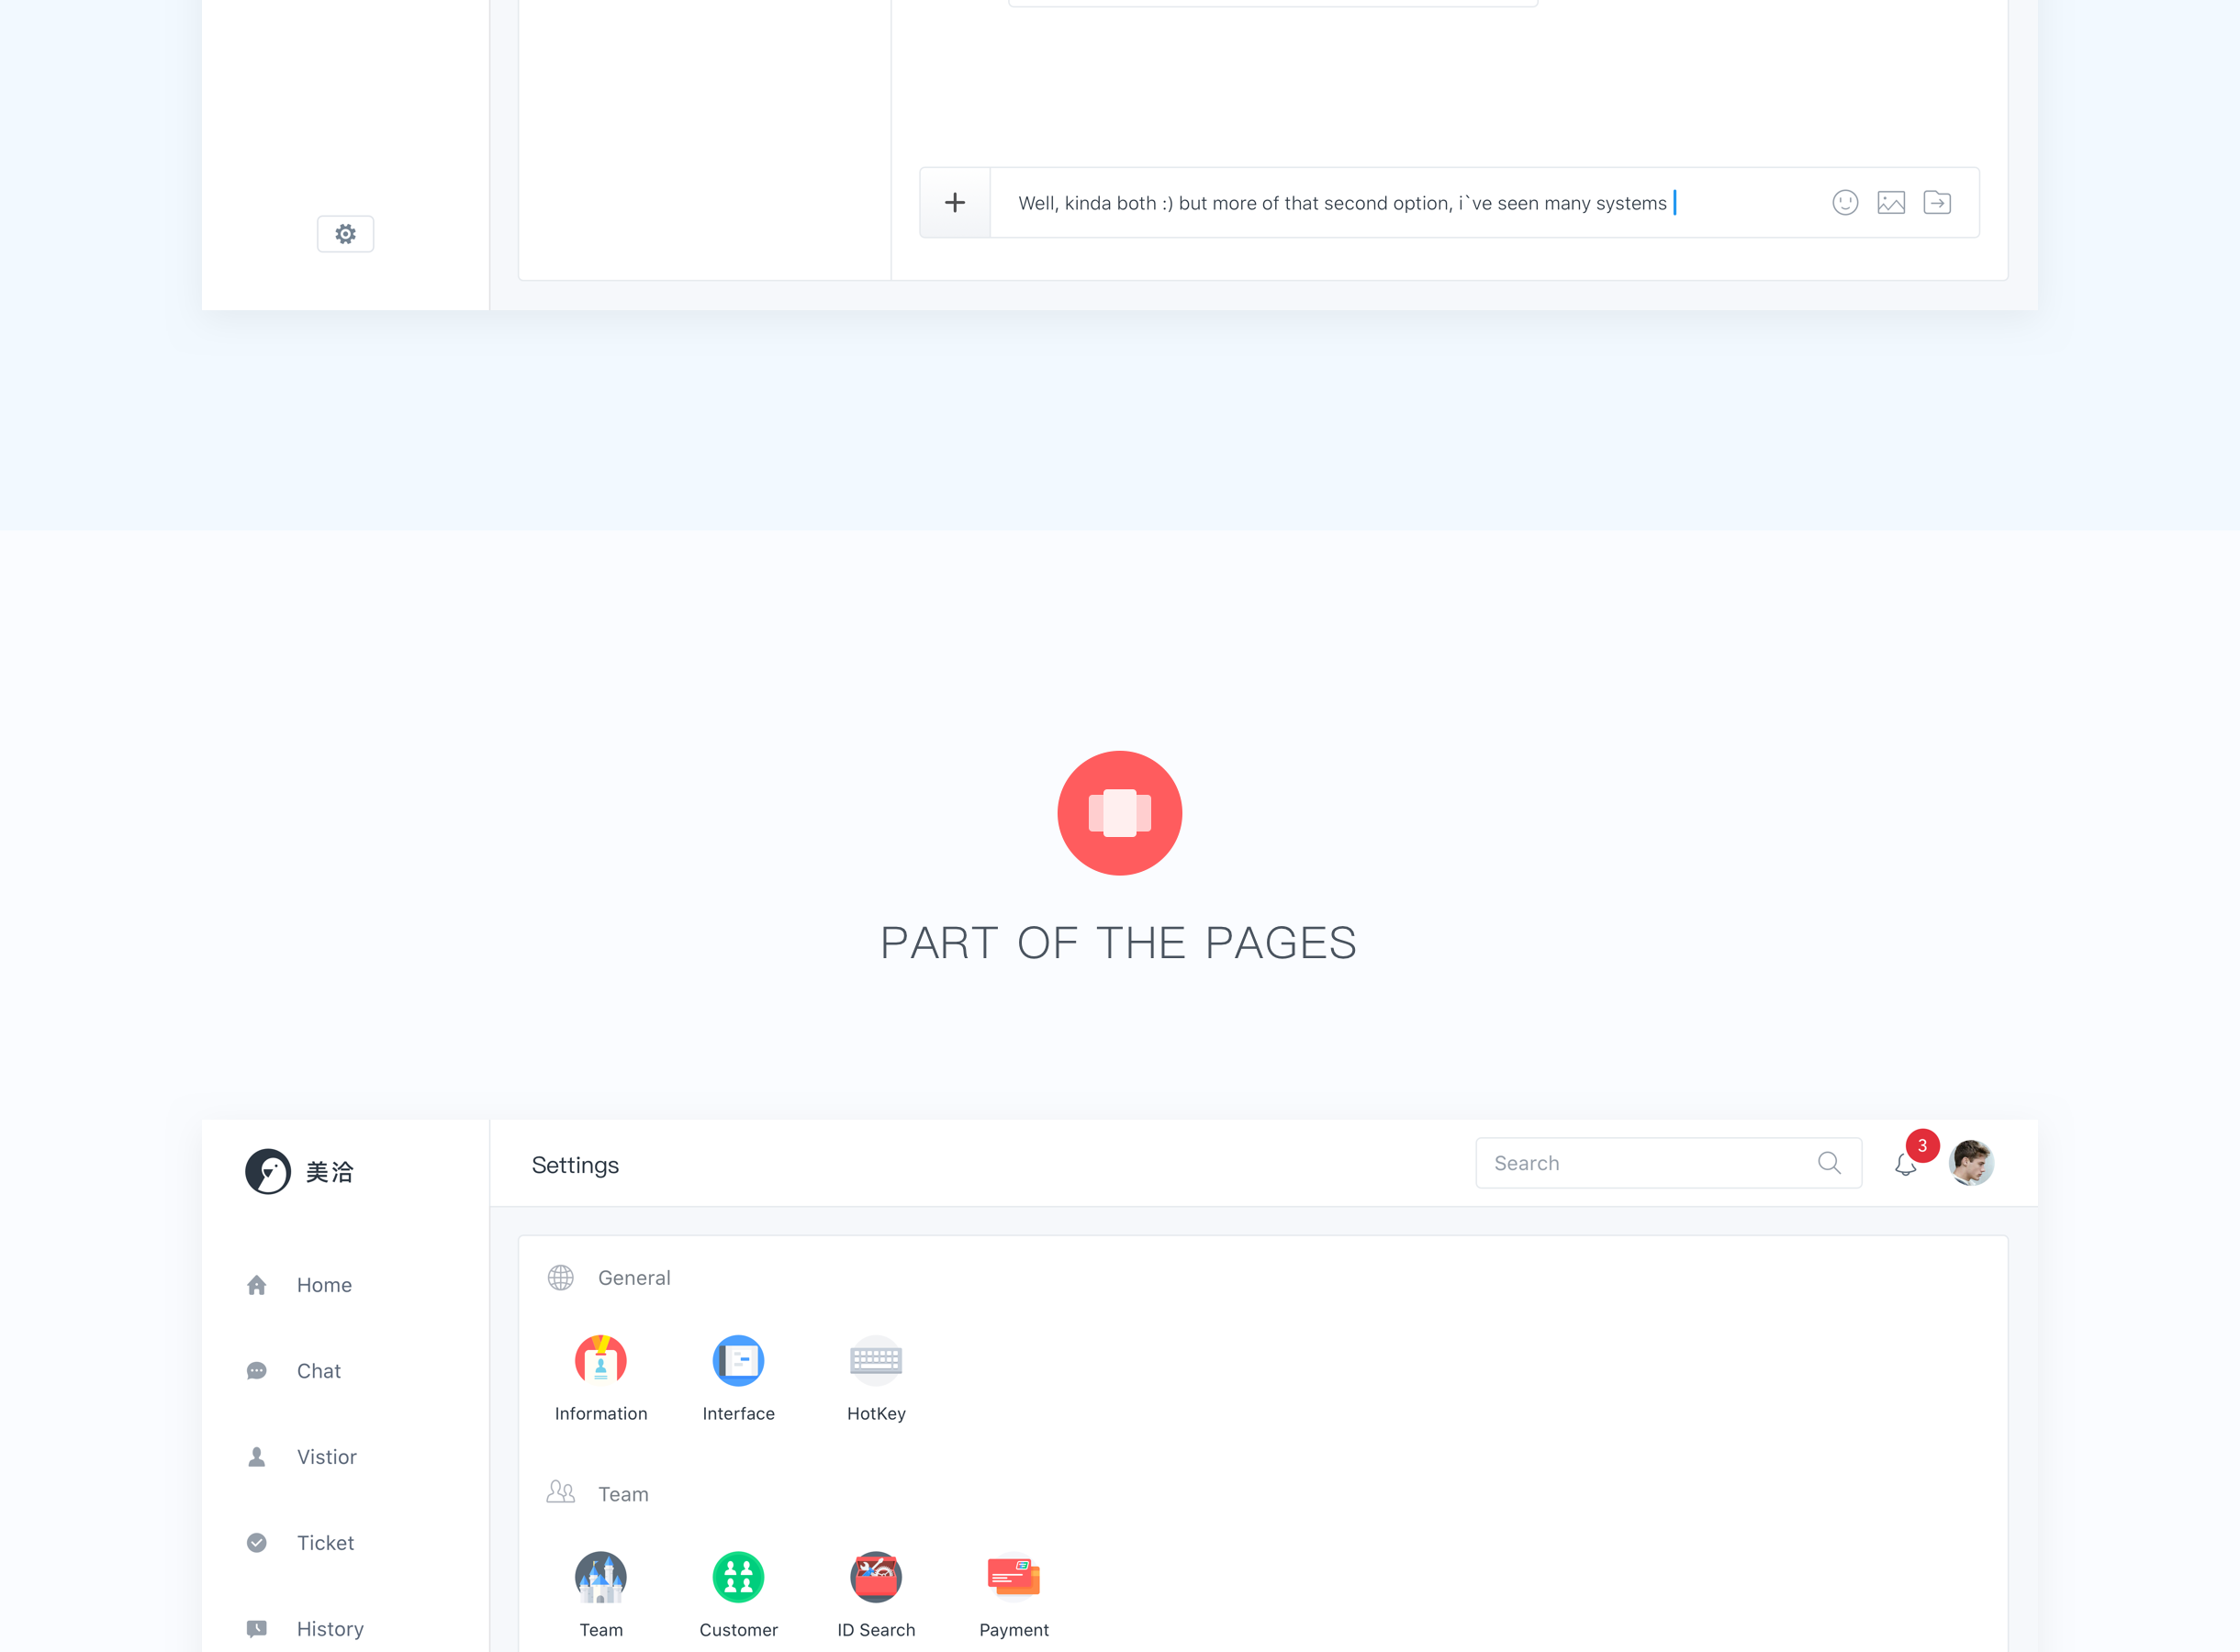 Well, kinda both :) but more of that second option, i`ve seen many systems
PART OF THE PAGES
美洽
Settings
Search
3
Home
Chat
Vistior
Ticket
History
General
Information Interface HotKey
Team
Team Customer ID Search Payment